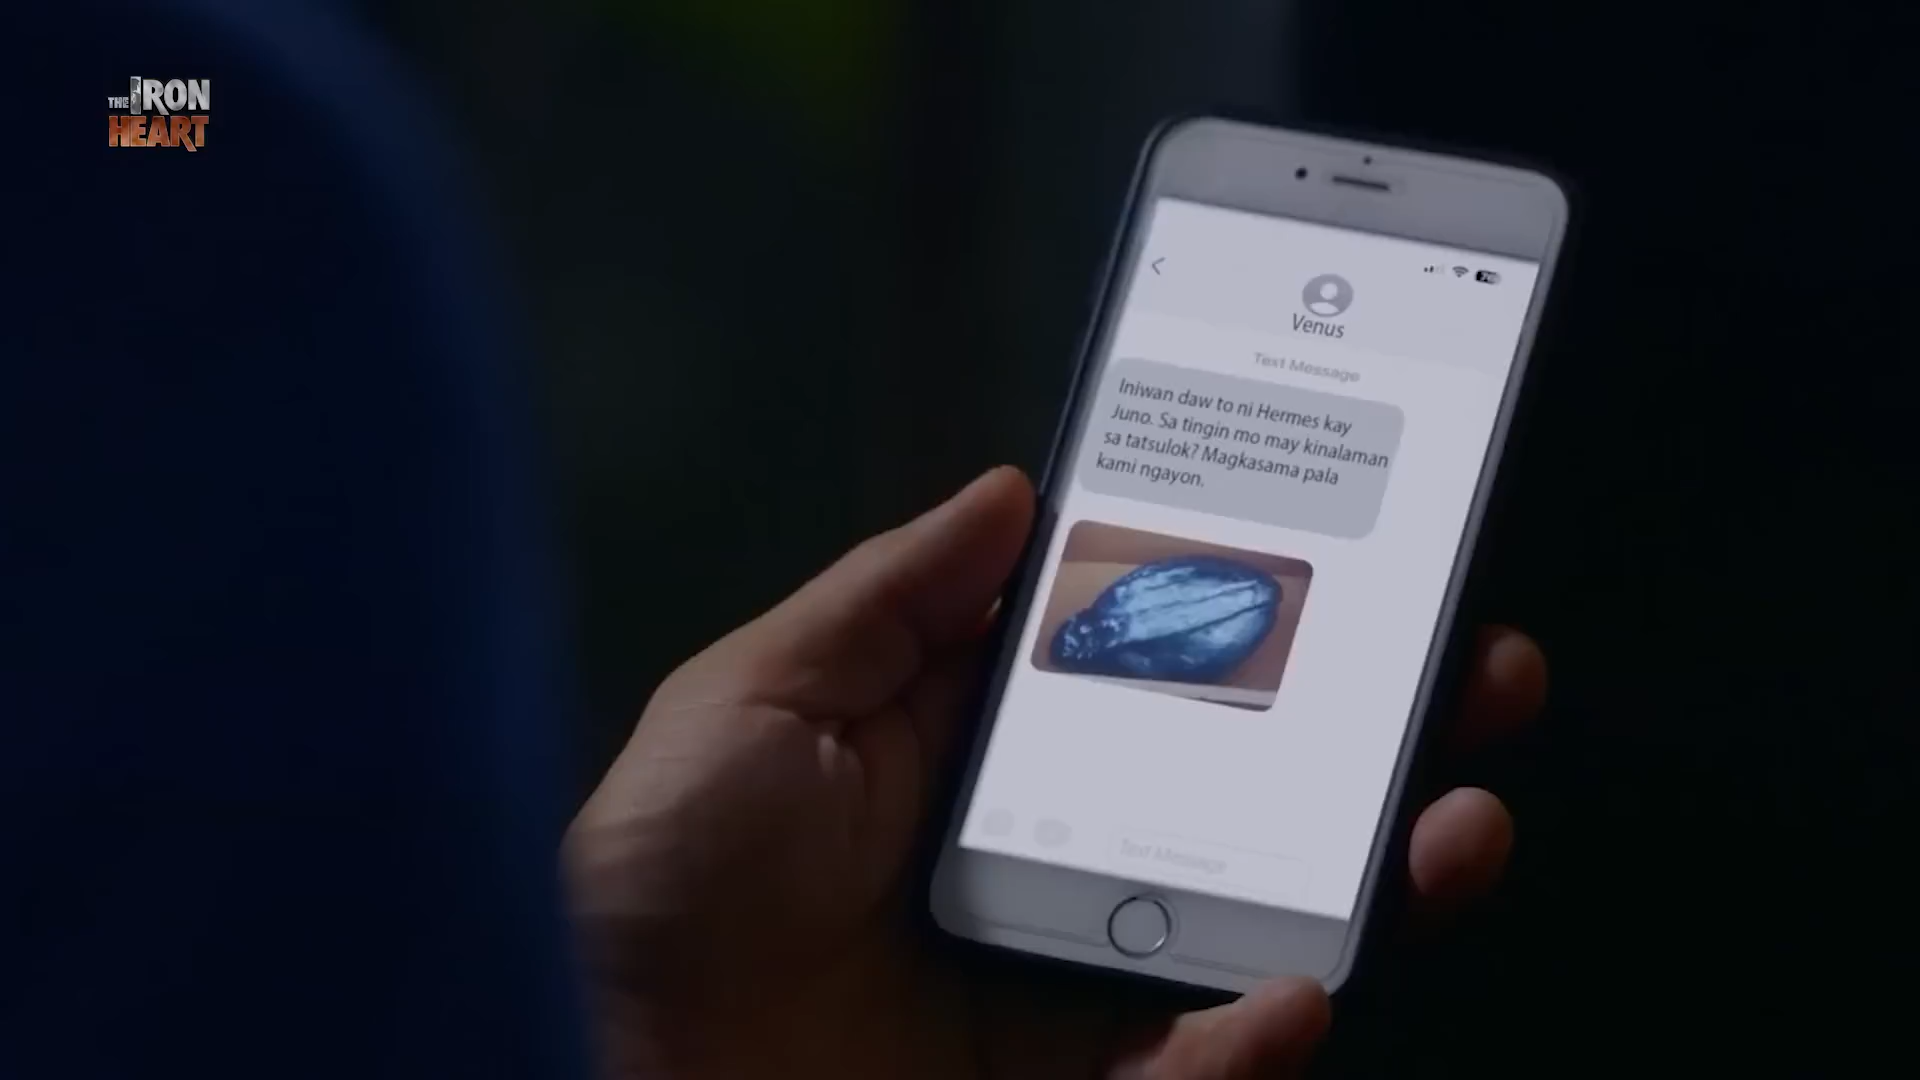 THE IRON
HEART
Venus
Text Message
Iniwan daw to ni Hermes kay
Juno. Sa tingin mo may kinalaman
sa tatsulok? Magkasama pala
kami ngayon.
Text Message